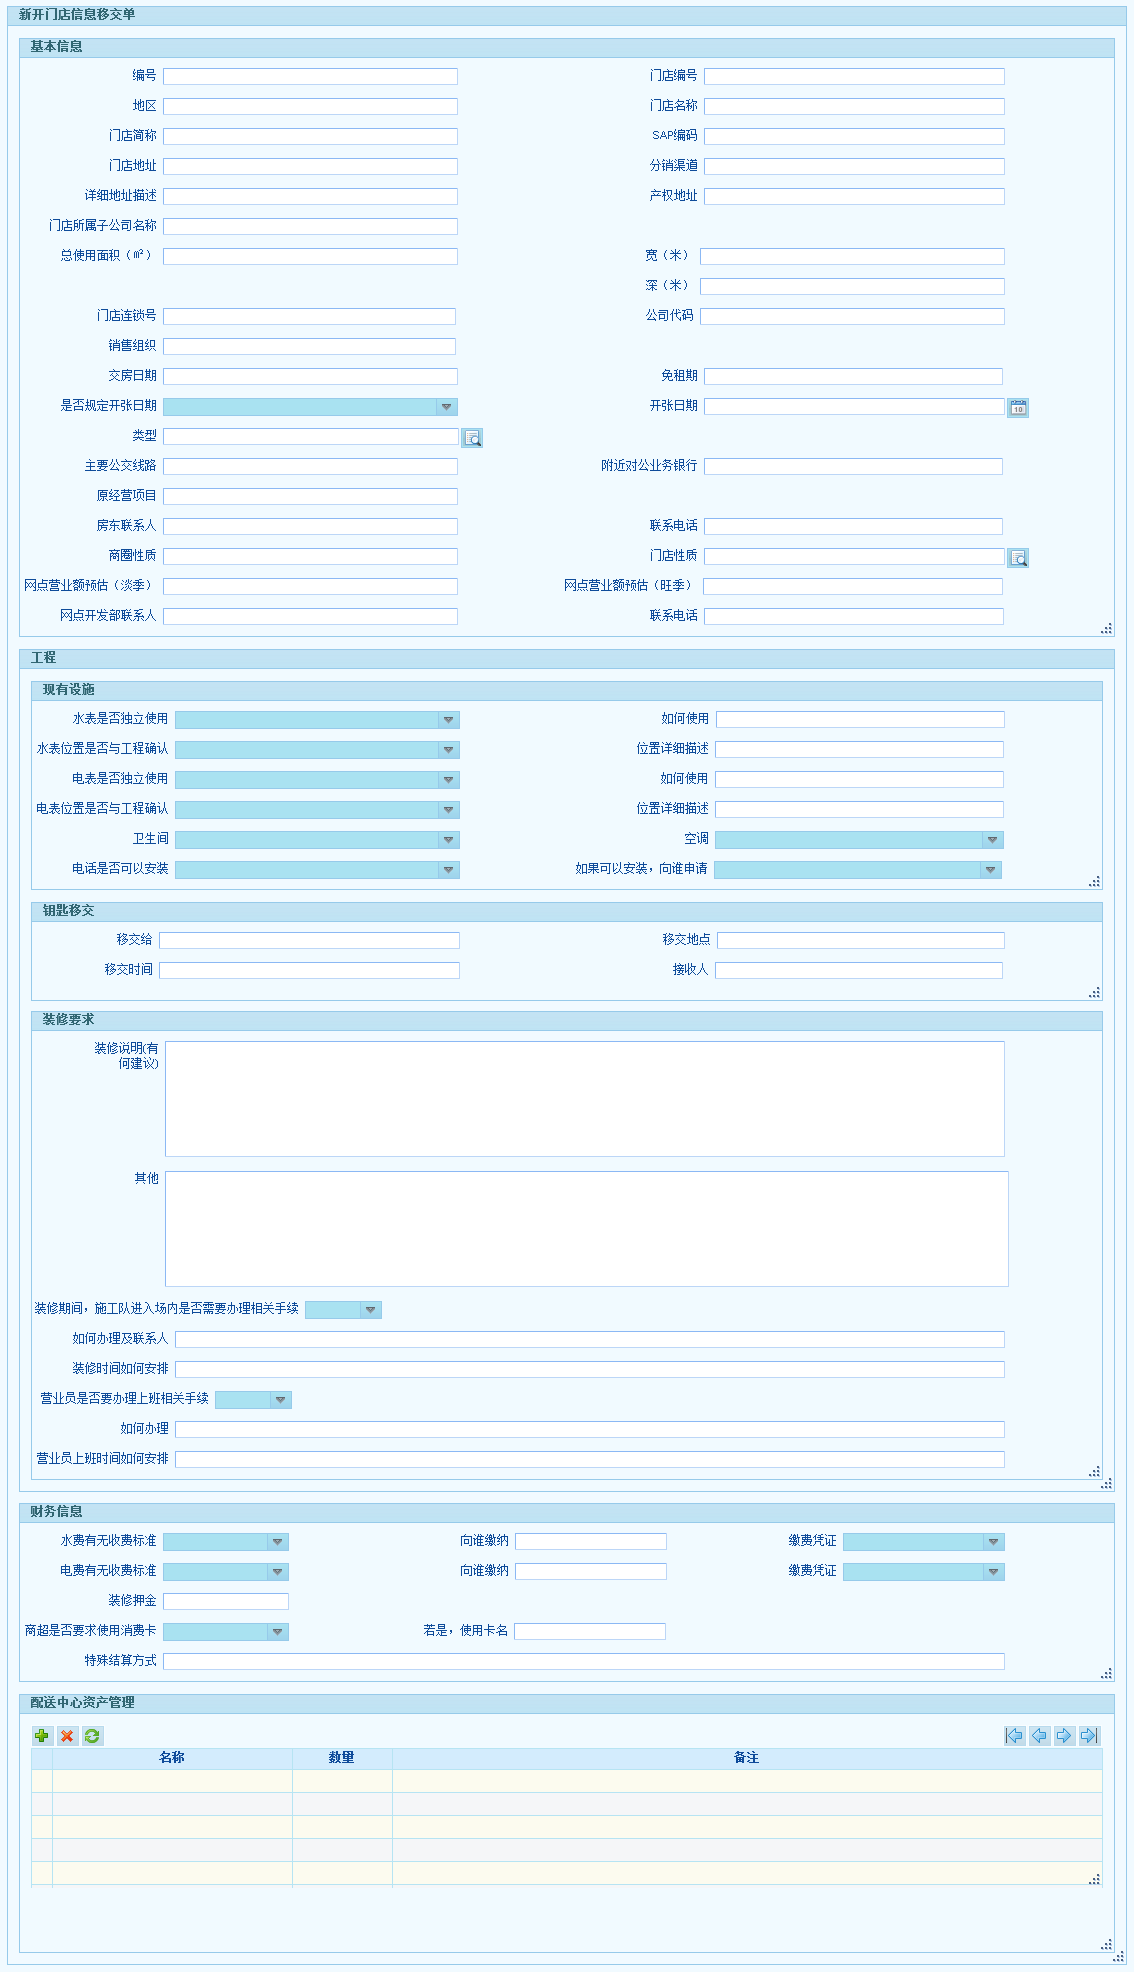 新开门店信息移交单
基本信息
编号 门店编号
地区 门店名称
门店简称 SAP编码
门店地址 分销渠道
详细地址描述 产权地址
门店所属子公司名称
总使用面积（㎡） 宽（米）
深（米）
门店连锁号 公司代码
销售组织
交房日期 免租期
是否规定开张日期 开张日期
10
类型
主要公交线路 附近对公业务银行
原经营项目
房东联系人 联系电话
商圈性质 门店性质
网点营业额预估（淡季） 网点营业额预估（旺季）
网点开发部联系人 联系电话
工程
现有设施
水表是否独立使用 如何使用
水表位置是否与工程确认 位置详细描述
电表是否独立使用 如何使用
电表位置是否与工程确认 位置详细描述
卫生间 空调
电话是否可以安装 如果可以安装，向谁申请
钥匙移交
移交给 移交地点
移交时间 接收人
装修要求
装修说明(有
何建议)
其他
装修期间，施工队进入场内是否需要办理相关手续
如何办理及联系人
装修时间如何安排
营业员是否要办理上班相关手续
如何办理
营业员上班时间如何安排
财务信息
水费有无收费标准 向谁缴纳 缴费凭证
电费有无收费标准 向谁缴纳 缴费凭证
装修押金
商超是否要求使用消费卡 若是，使用卡名
特殊结算方式
配送中心资产管理
名称 数量 备注